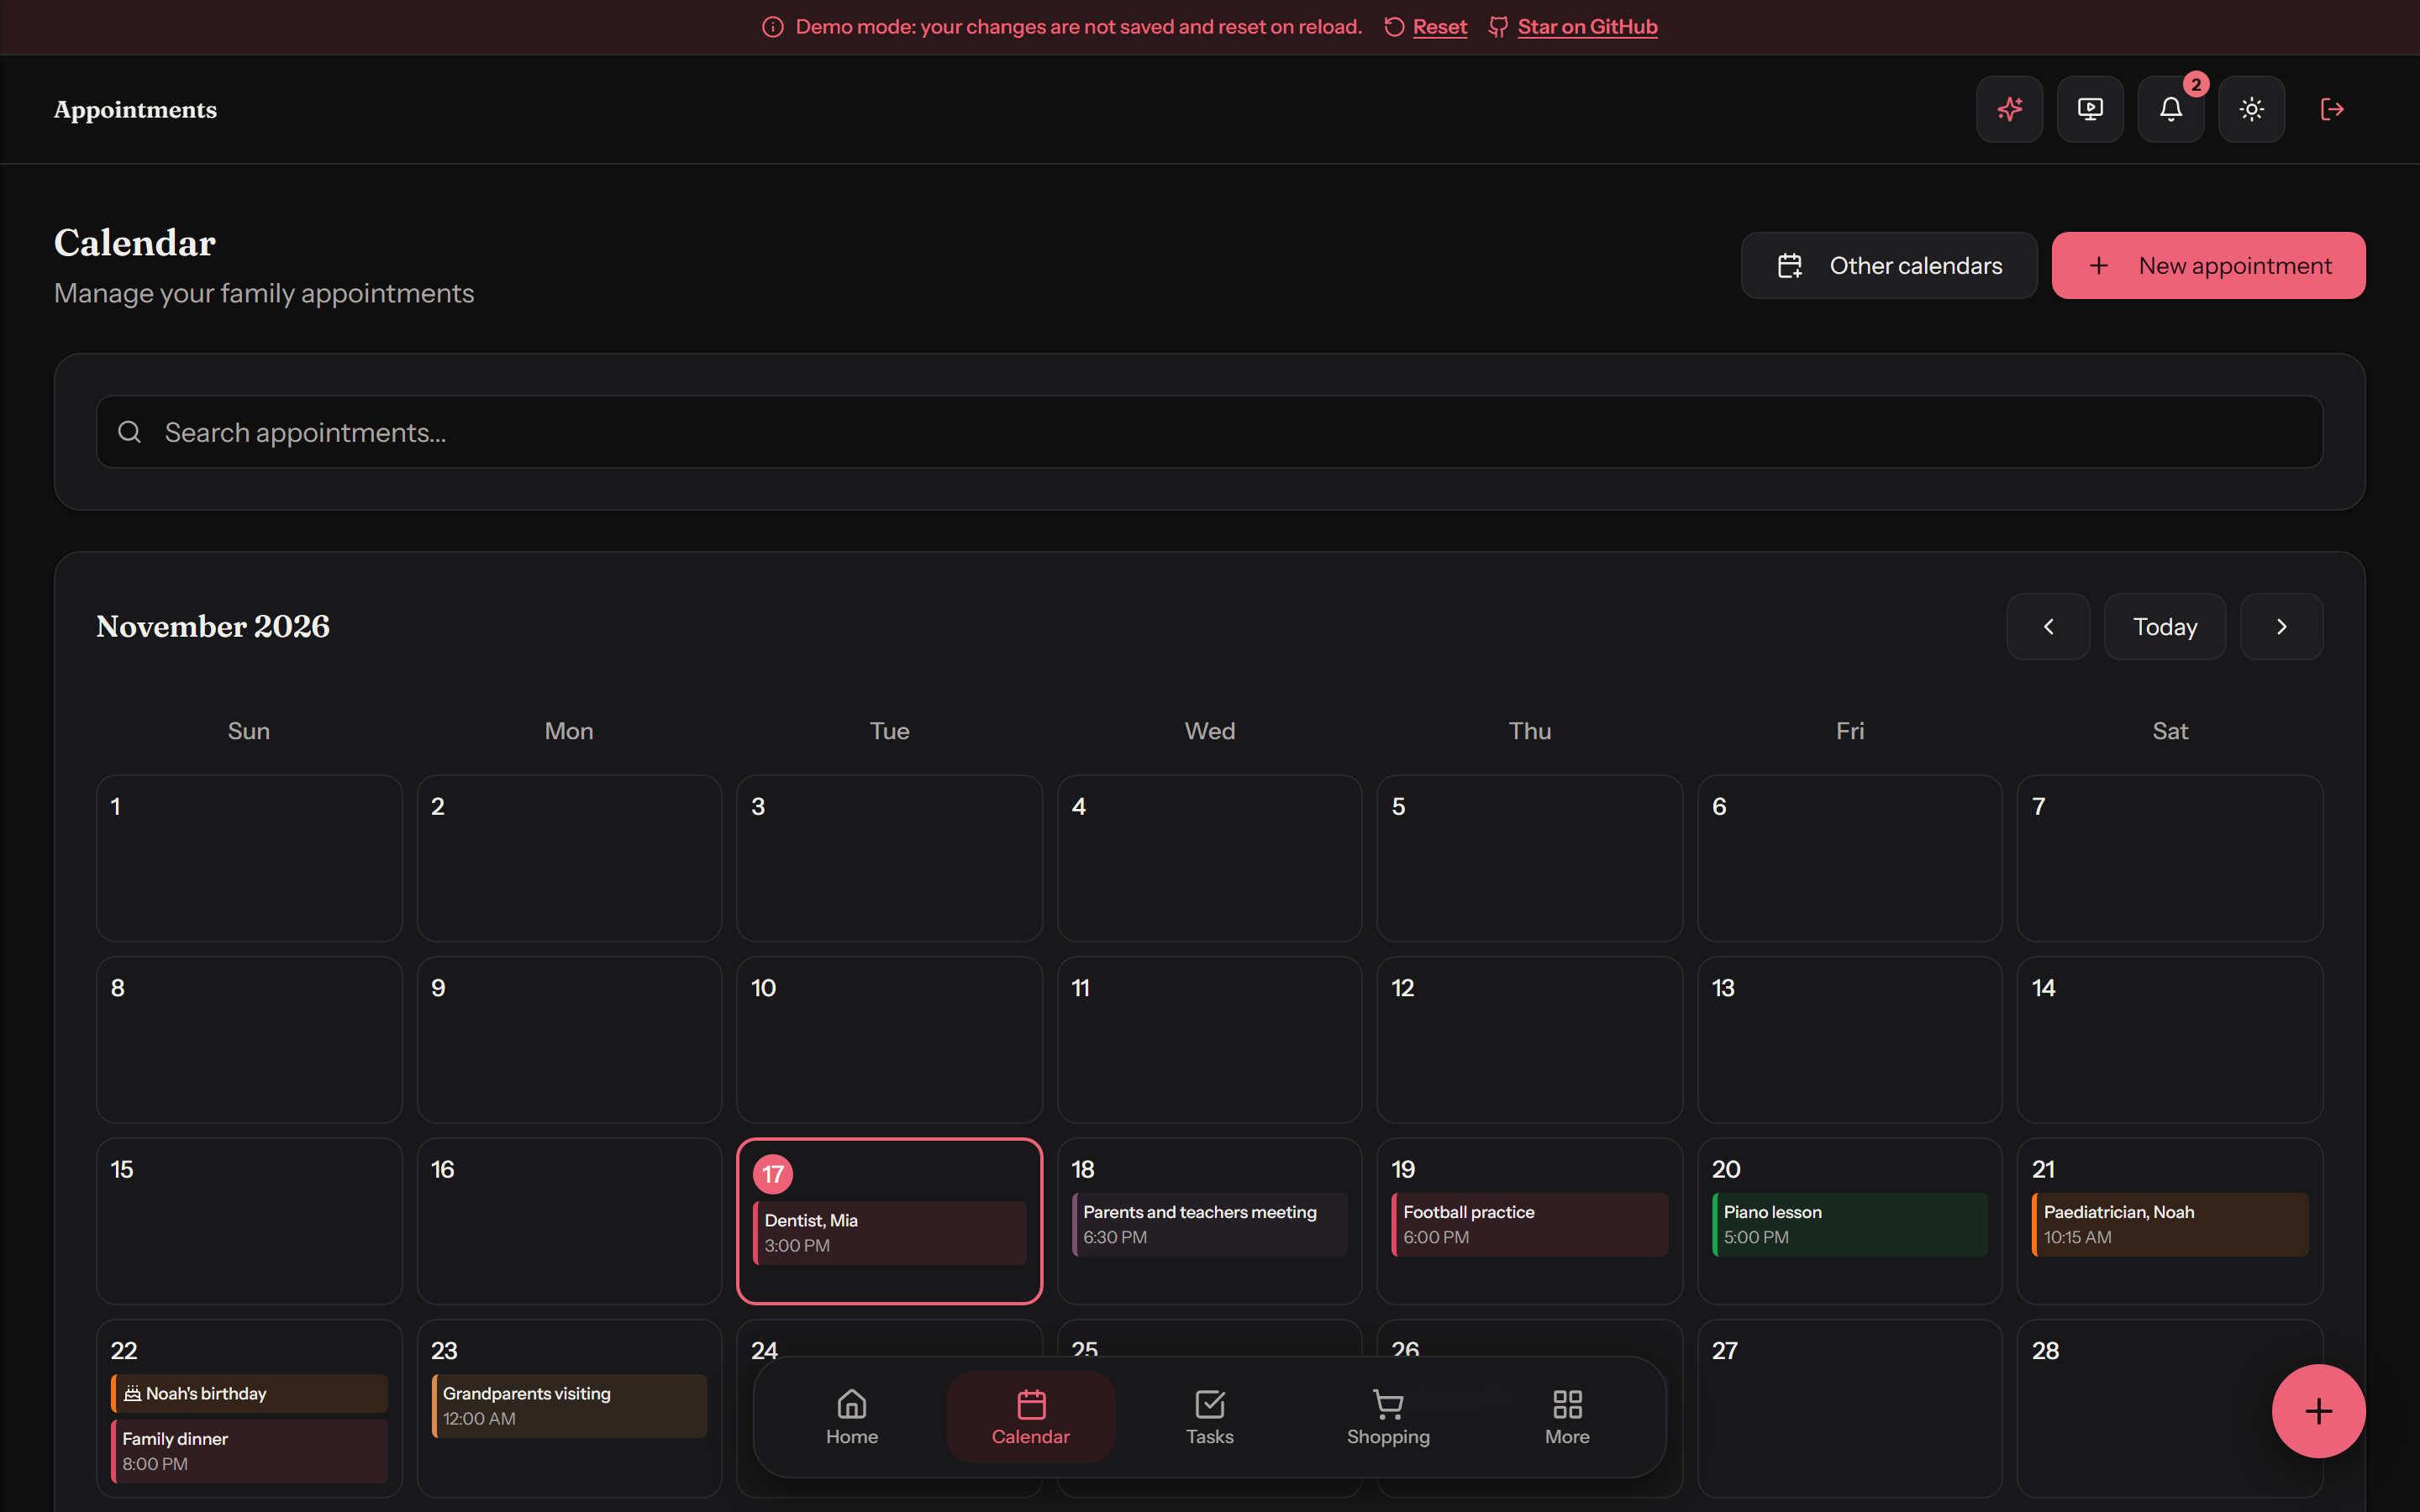 Demo mode: your changes are not saved and reset on reload. Reset Star on GitHub
Appointments
2
Calendar
Manage your family appointments
Other calendars
New appointment
Search appointments...
November 2026
Today
Sun Mon Tue Wed Thu Fri Sat
1 2 3 4 5 6 7
8 9 10 11 12 13 14
15 16 17 18 19 20 21
Dentist, Mia
3:00 PM
Parents and teachers meeting
6:30 PM
Football practice
6:00 PM
Piano lesson
5:00 PM
Paediatrician, Noah
10:15 AM
22 23 24 25 26 27 28
Noah's birthday
Family dinner
8:00 PM
Grandparents visiting
12:00 AM
Home Calendar Tasks Shopping More